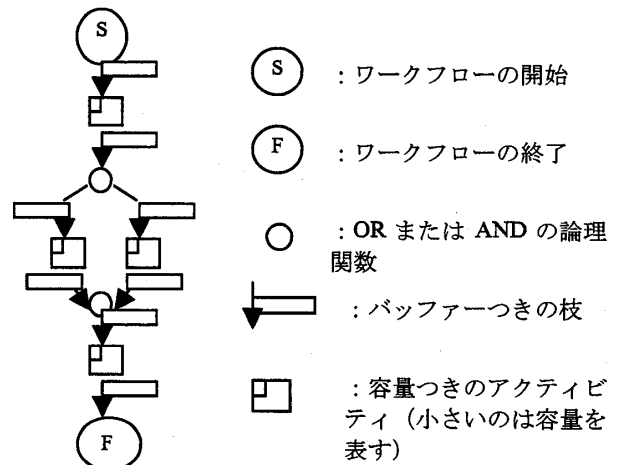 S
S
：ワークフローの開始
F
：ワークフローの終了
：OR または AND の論理
関数
：バッファーつきの枝
：容量つきのアクティビ
ティ（小さいのは容量を
表す）
F